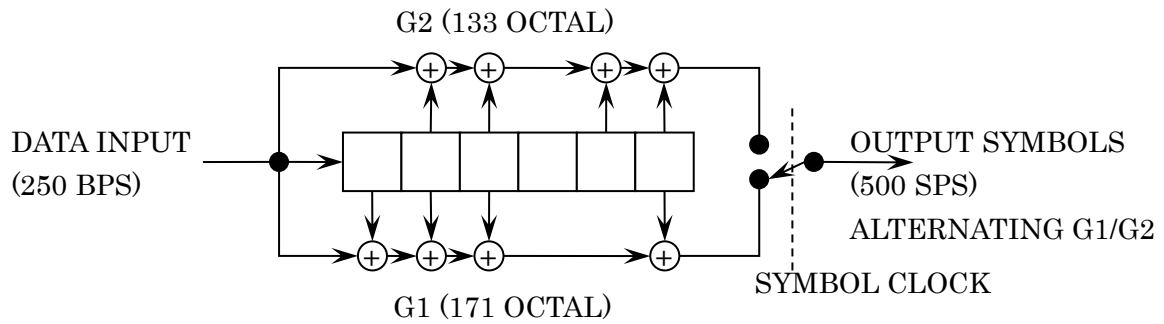 G2 (133 OCTAL)
DATA INPUT
(250 BPS)
OUTPUT SYMBOLS
(500 SPS)
ALTERNATING G1/G2
SYMBOL CLOCK
G1 (171 OCTAL)